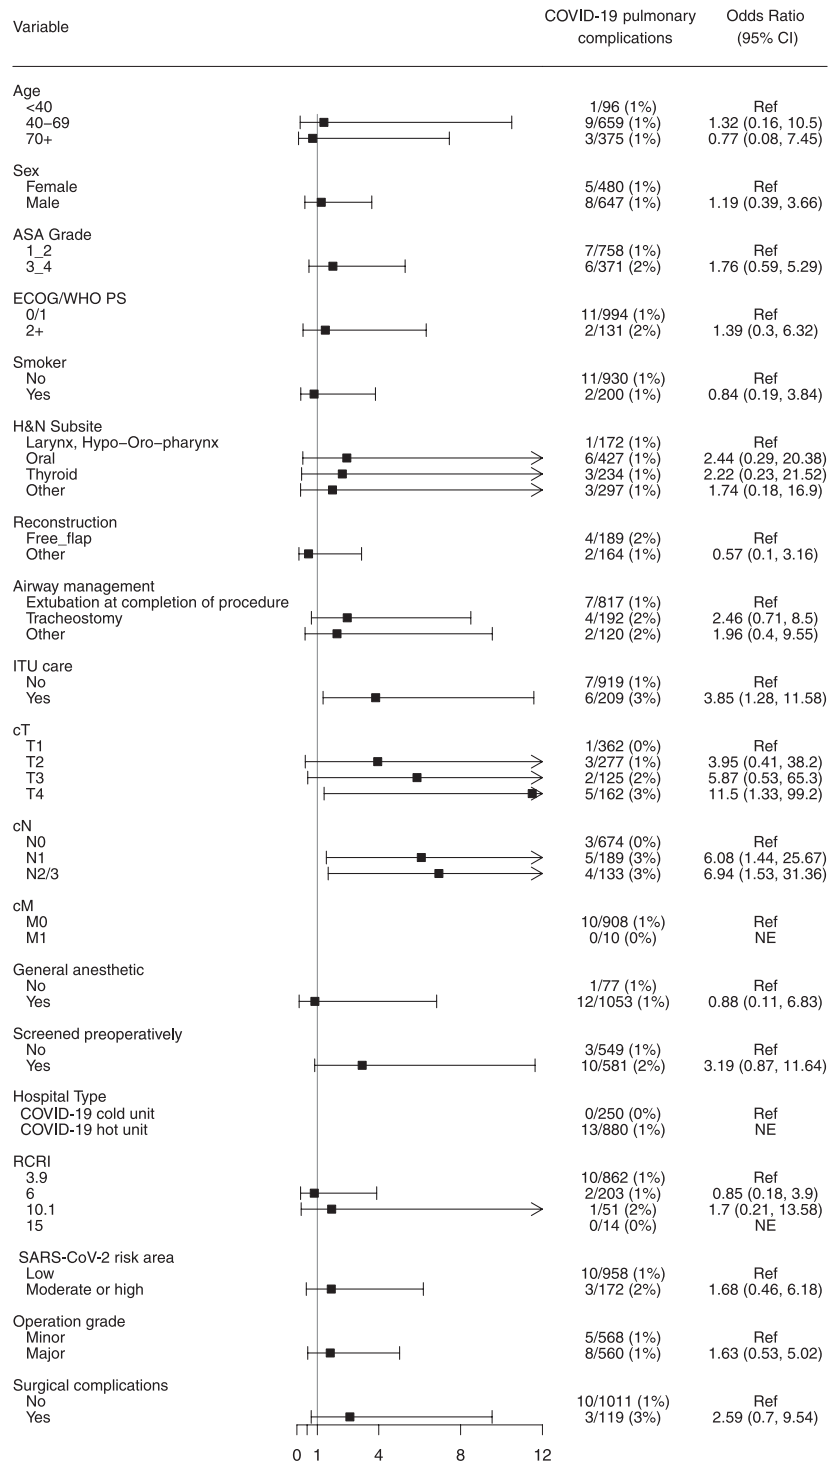 Variable COVID-19 pulmonary complications Odds Ratio (95% CI)
Age
<40 1/96 (1%) Ref
40−69 9/659 (1%) 1.32 (0.16, 10.5)
70+ 3/375 (1%) 0.77 (0.08, 7.45)
Sex
Female 5/480 (1%) Ref
Male 8/647 (1%) 1.19 (0.39, 3.66)
ASA Grade
1_2 7/758 (1%) Ref
3_4 6/371 (2%) 1.76 (0.59, 5.29)
ECOG/WHO PS
0/1 11/994 (1%) Ref
2+ 2/131 (2%) 1.39 (0.3, 6.32)
Smoker
No 11/930 (1%) Ref
Yes 2/200 (1%) 0.84 (0.19, 3.84)
H&N Subsite
Larynx, Hypo−Oro−pharynx 1/172 (1%) Ref
Oral 6/427 (1%) 2.44 (0.29, 20.38)
Thyroid 3/234 (1%) 2.22 (0.23, 21.52)
Other 3/297 (1%) 1.74 (0.18, 16.9)
Reconstruction
Free_flap 4/189 (2%) Ref
Other 2/164 (1%) 0.57 (0.1, 3.16)
Airway management
Extubation at completion of procedure 7/817 (1%) Ref
Tracheostomy 4/192 (2%) 2.46 (0.71, 8.5)
Other 2/120 (2%) 1.96 (0.4, 9.55)
ITU care
No 7/919 (1%) Ref
Yes 6/209 (3%) 3.85 (1.28, 11.58)
cT
T1 1/362 (0%) Ref
T2 3/277 (1%) 3.95 (0.41, 38.2)
T3 2/125 (2%) 5.87 (0.53, 65.3)
T4 5/162 (3%) 11.5 (1.33, 99.2)
cN
N0 3/674 (0%) Ref
N1 5/189 (3%) 6.08 (1.44, 25.67)
N2/3 4/133 (3%) 6.94 (1.53, 31.36)
cM
M0 10/908 (1%) Ref
M1 0/10 (0%) NE
General anesthetic
No 1/77 (1%) Ref
Yes 12/1053 (1%) 0.88 (0.11, 6.83)
Screened preoperatively
No 3/549 (1%) Ref
Yes 10/581 (2%) 3.19 (0.87, 11.64)
Hospital Type
COVID-19 cold unit 0/250 (0%) Ref
COVID-19 hot unit 13/880 (1%) NE
RCRI
3.9 10/862 (1%) Ref
6 2/203 (1%) 0.85 (0.18, 3.9)
10.1 1/51 (2%) 1.7 (0.21, 13.58)
15 0/14 (0%) NE
SARS-CoV-2 risk area
Low 10/958 (1%) Ref
Moderate or high 3/172 (2%) 1.68 (0.46, 6.18)
Operation grade
Minor 5/568 (1%) Ref
Major 8/560 (1%) 1.63 (0.53, 5.02)
Surgical complications
No 10/1011 (1%) Ref
Yes 3/119 (3%) 2.59 (0.7, 9.54)
0 1 4 8 12